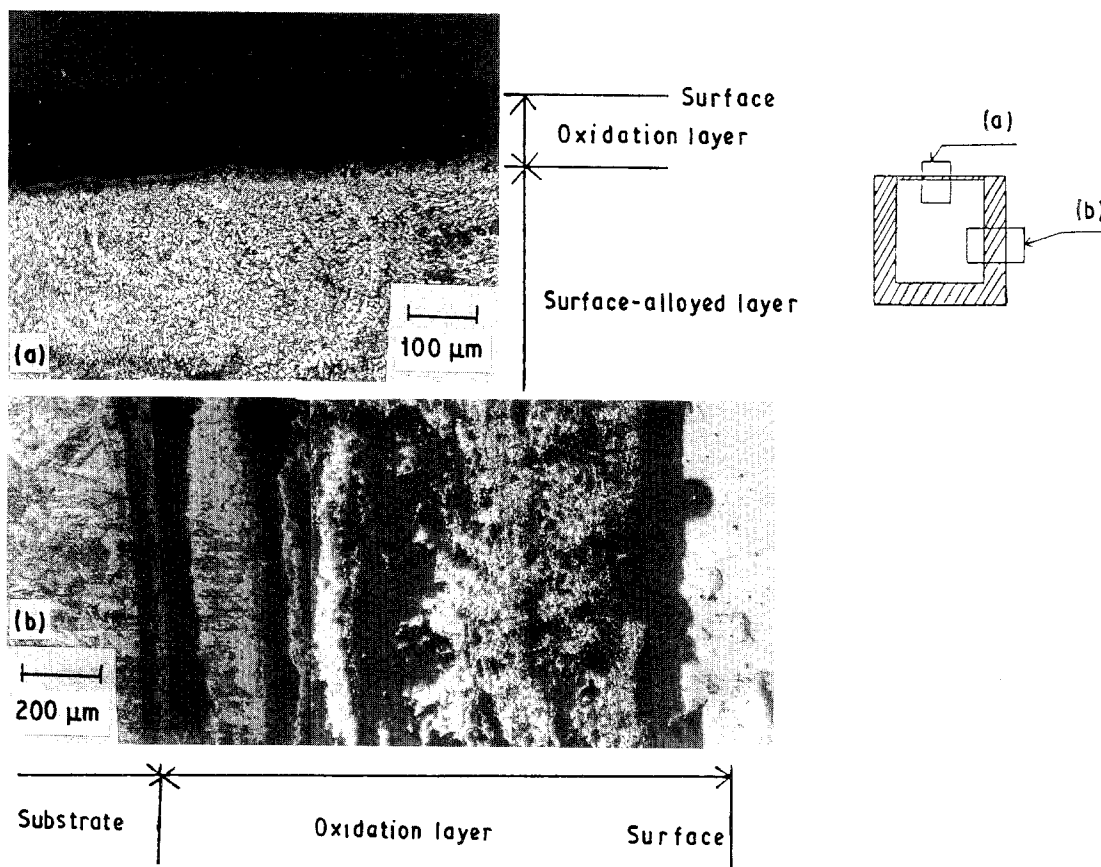 Surface
Oxidation layer
Surface-alloyed layer
(a)
100 μm
(a)
(b)
(b)
200 μm
Substrate
Oxidation layer
Surface